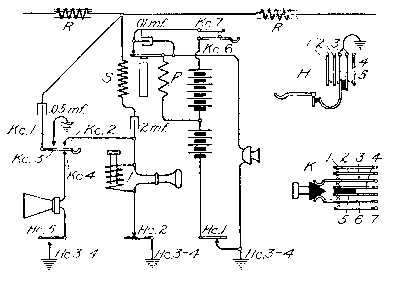 R
R
.01 mf.
Kc.7
Kc.6
1 2 3
4
5
H
S
P
.05 mf.
Kc.1
Kc.2
2 mf.
Kc.5
Kc.4
I
K
1 2 3 4
5 6 7
Hc.5
Hc.2
Hc.1
Hc.3-4
Hc.3-4
Hc.3-4